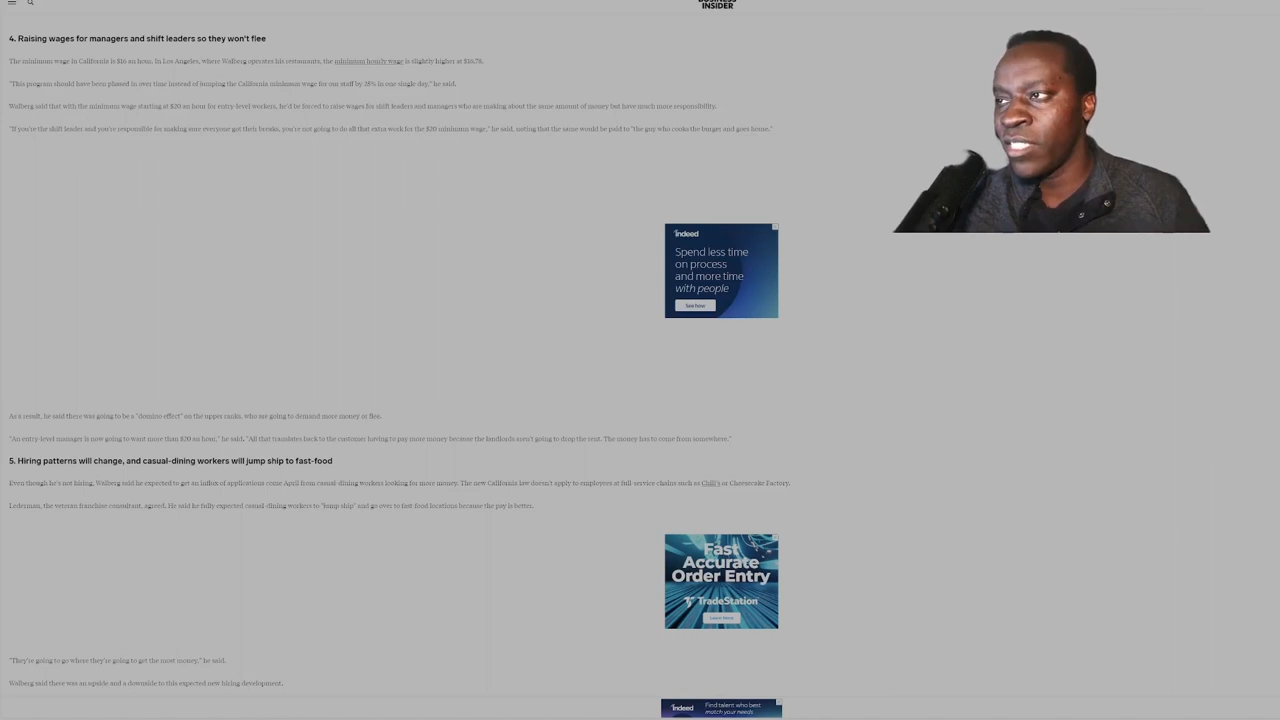 BUSINESS
INSIDER
4. Raising wages for managers and shift leaders so they won't flee
The minimum wage in California is $16 an hour. In Los Angeles, where Walberg operates his restaurants, the minimum hourly wage is slightly higher at $16.78.
"This program should have been phased in over time instead of jumping the California minimum wage for our staff by 25% in one single day," he said.
Walberg said that with the minimum wage starting at $20 an hour for entry-level workers, he'd be forced to raise wages for shift leaders and managers who are making about the same amount of money but have much more responsibility.
"If you're the shift leader and you're responsible for making sure everyone got their breaks, you're not going to do all that extra work for the $20 minimum wage," he said, noting that the same would be paid to "the guy who cooks the burger and goes home."
indeed
Spend less time
on process
and more time
with people
See how
As a result, he said there was going to be a "domino effect" on the upper ranks, who are going to demand more money or flee.
"An entry-level manager is now going to want more than $20 an hour," he said. "All that translates back to the customer having to pay more money because the landlords aren't going to drop the rent. The money has to come from somewhere."
5. Hiring patterns will change, and casual-dining workers will jump ship to fast-food
Even though he's not hiring, Walberg said he expected to get an influx of applications come April from casual-dining workers looking for more money. The new California law doesn't apply to employees at full-service chains such as Chili's or Cheesecake Factory.
Lederman, the veteran franchise consultant, agreed. He said he fully expected casual-dining workers to "jump ship" and go over to fast-food locations because the pay is better.
Fast
Accurate
Order Entry
TradeStation
Learn More
"They're going to go where they're going to get the most money," he said.
Walberg said there was an upside and a downside to this expected new hiring development.
indeed
Find talent who best
match your needs